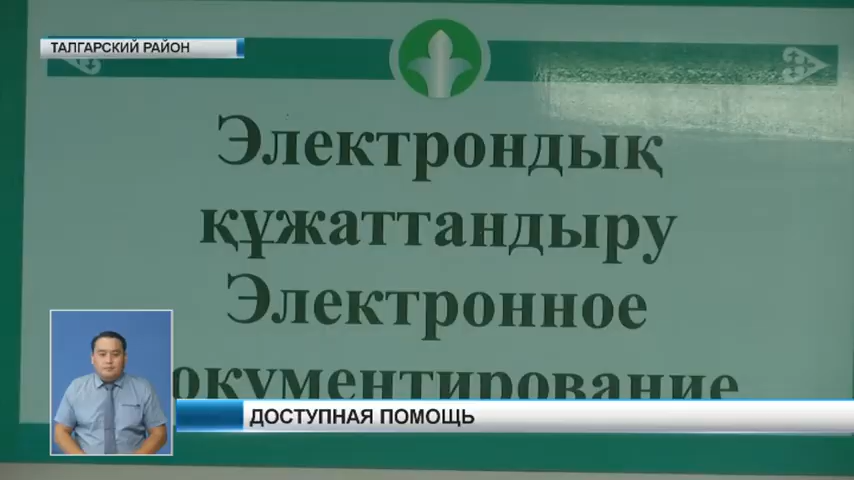 ТАЛГАРСКИЙ РАЙОН
Электрондық
құжаттандыру
Электронное
окументирование
ДОСТУПНАЯ ПОМОЩЬ